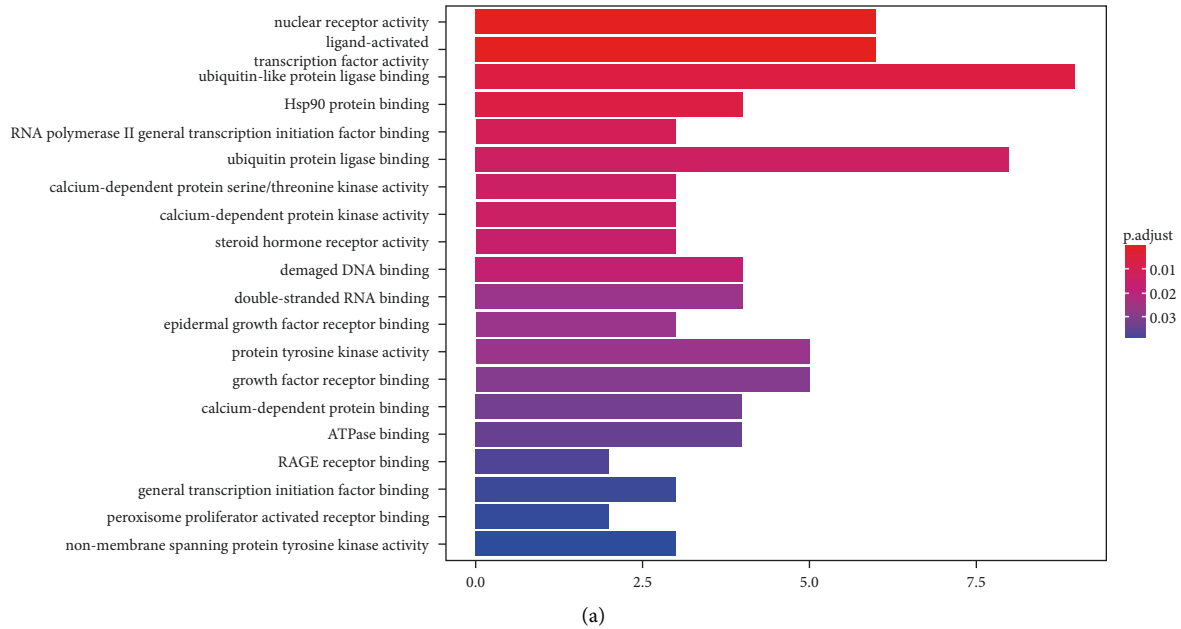 nuclear receptor activity
ligand-activated
transcription factor activity
ubiquitin-like protein ligase binding
Hsp90 protein binding
RNA polymerase II general transcription initiation factor binding
ubiquitin protein ligase binding
calcium-dependent protein serine/threonine kinase activity
calcium-dependent protein kinase activity
steroid hormone receptor activity
demaged DNA binding
double-stranded RNA binding
epidermal growth factor receptor binding
protein tyrosine kinase activity
growth factor receptor binding
calcium-dependent protein binding
ATPase binding
RAGE receptor binding
general transcription initiation factor binding
peroxisome proliferator activated receptor binding
non-membrane spanning protein tyrosine kinase activity
0.0 2.5 5.0 7.5
p.adjust
0.01
0.02
0.03
(a)